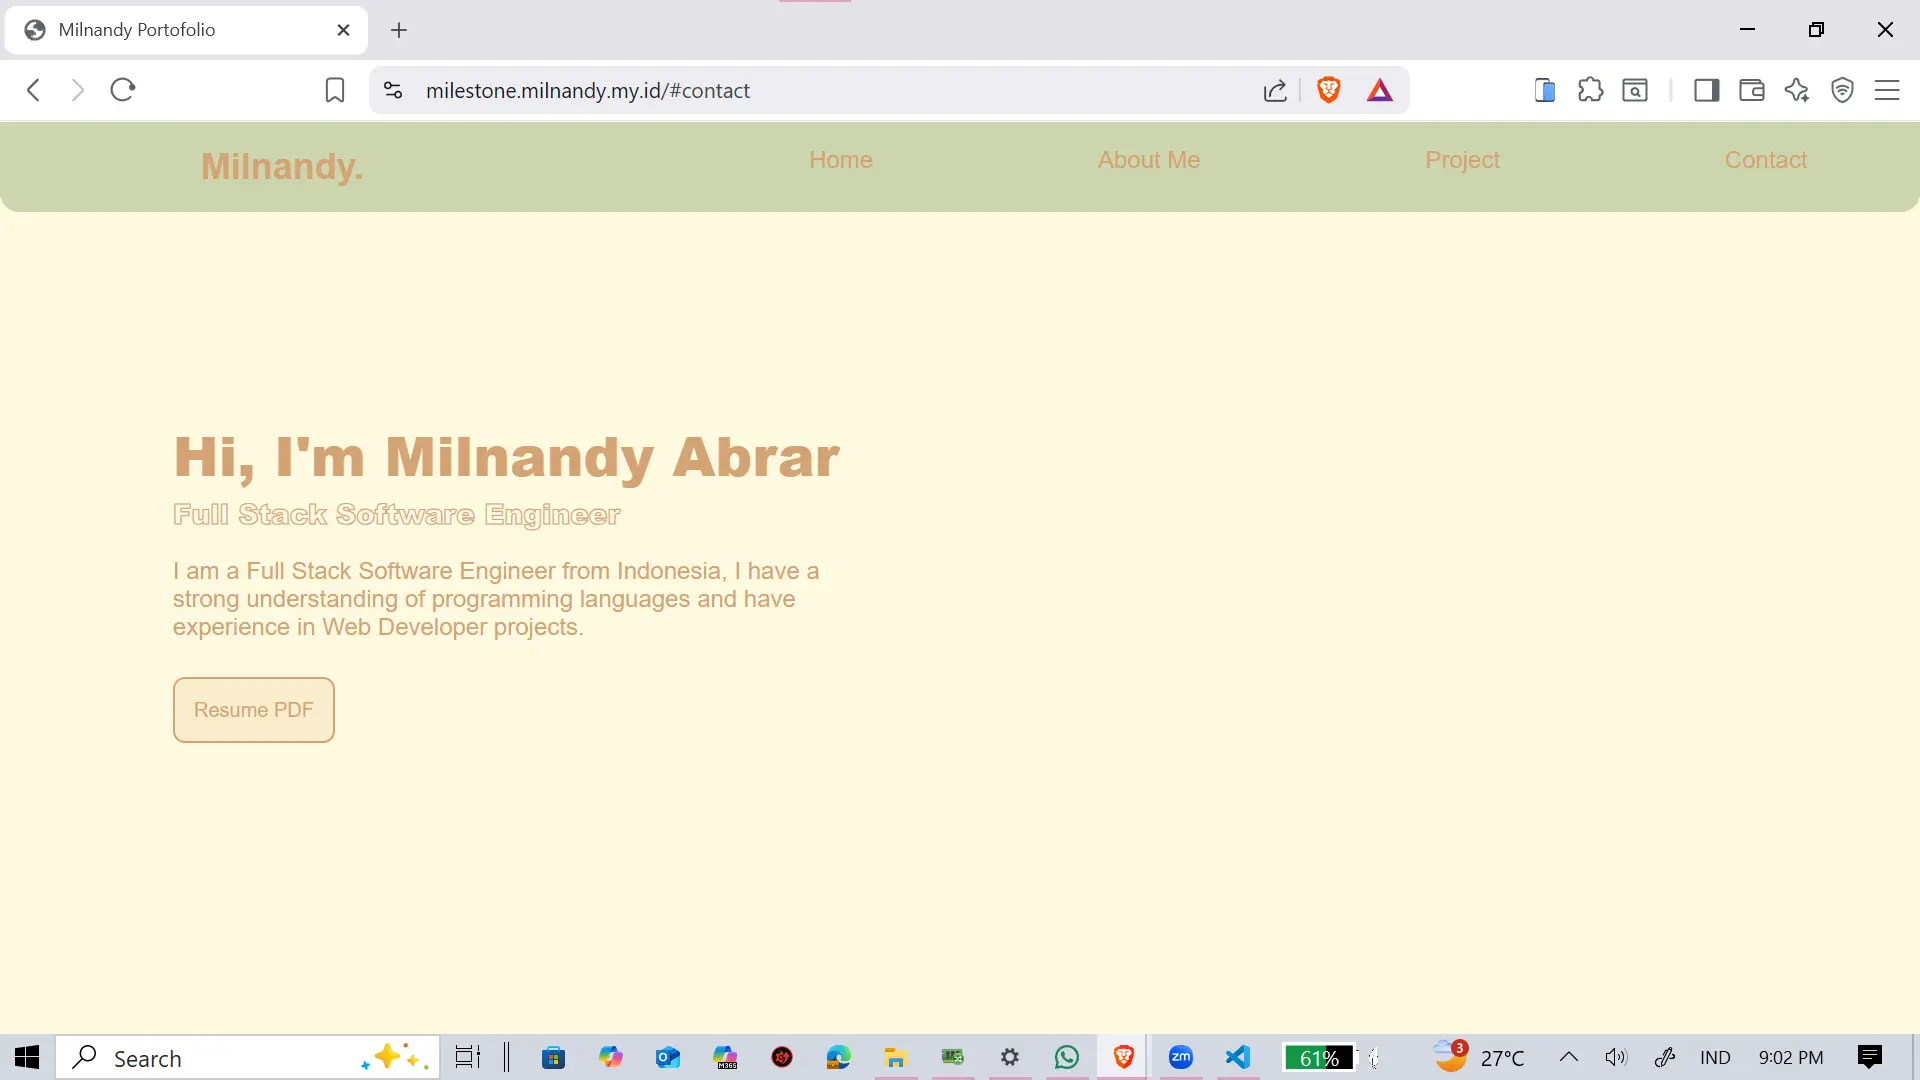 Milnandy Portofolio
milestone.milnandy.my.id/#contact
Milnandy.
Home
About Me
Project
Contact
Hi, I'm Milnandy Abrar
Full Stack Software Engineer
I am a Full Stack Software Engineer from Indonesia, I have a
strong understanding of programming languages and have
experience in Web Developer projects.
Resume PDF
Search
M365
zm
61%
3
27°C
IND
9:02 PM